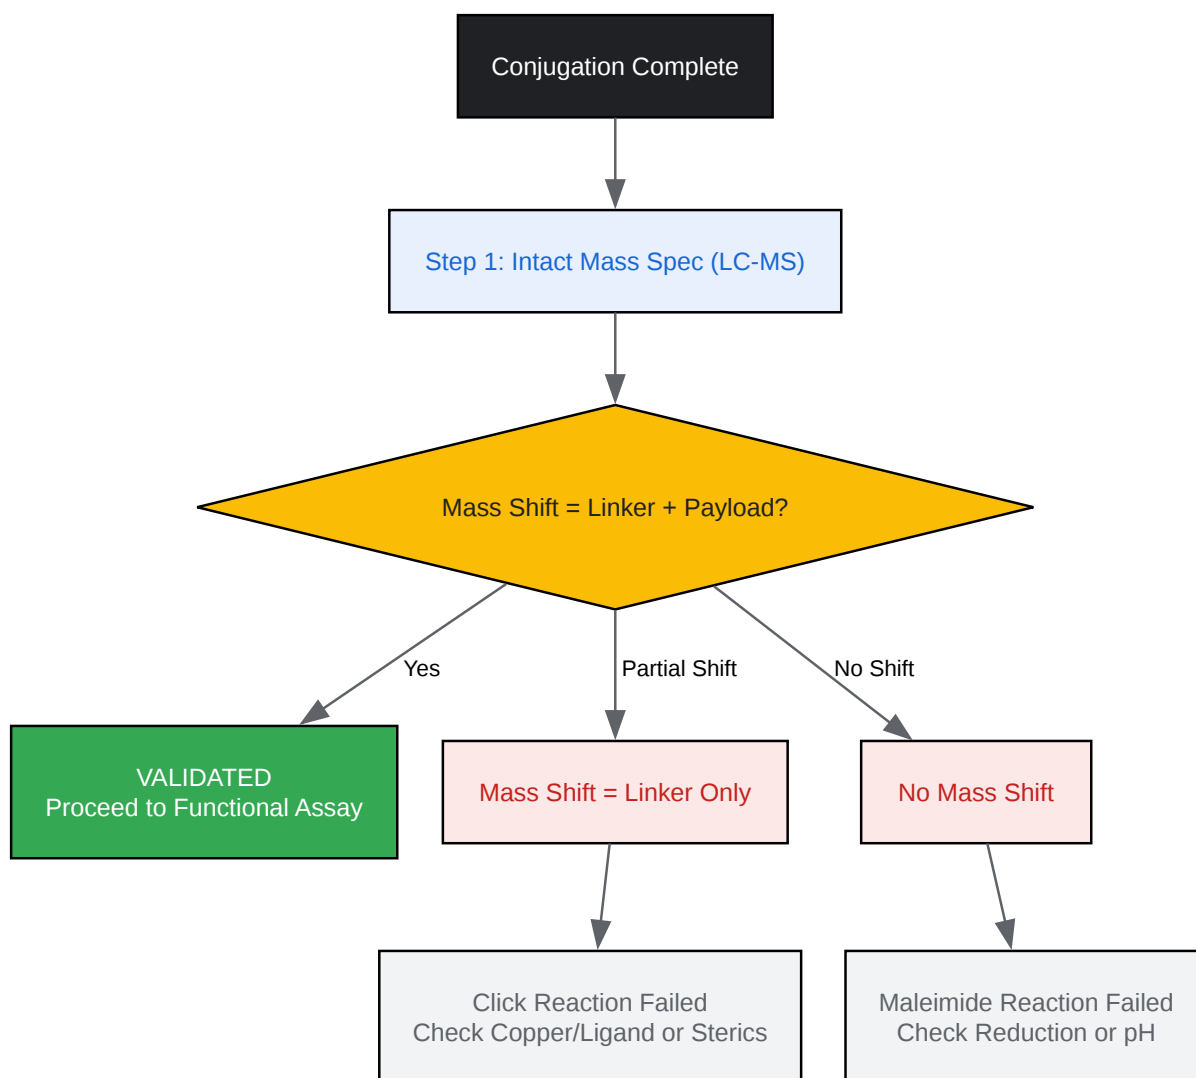 Conjugation Complete
Step 1: Intact Mass Spec (LC-MS)
Mass Shift = Linker + Payload?
Yes
Partial Shift
No Shift
VALIDATED
Proceed to Functional Assay
Mass Shift = Linker Only
No Mass Shift
Click Reaction Failed
Check Copper/Ligand or Sterics
Maleimide Reaction Failed
Check Reduction or pH